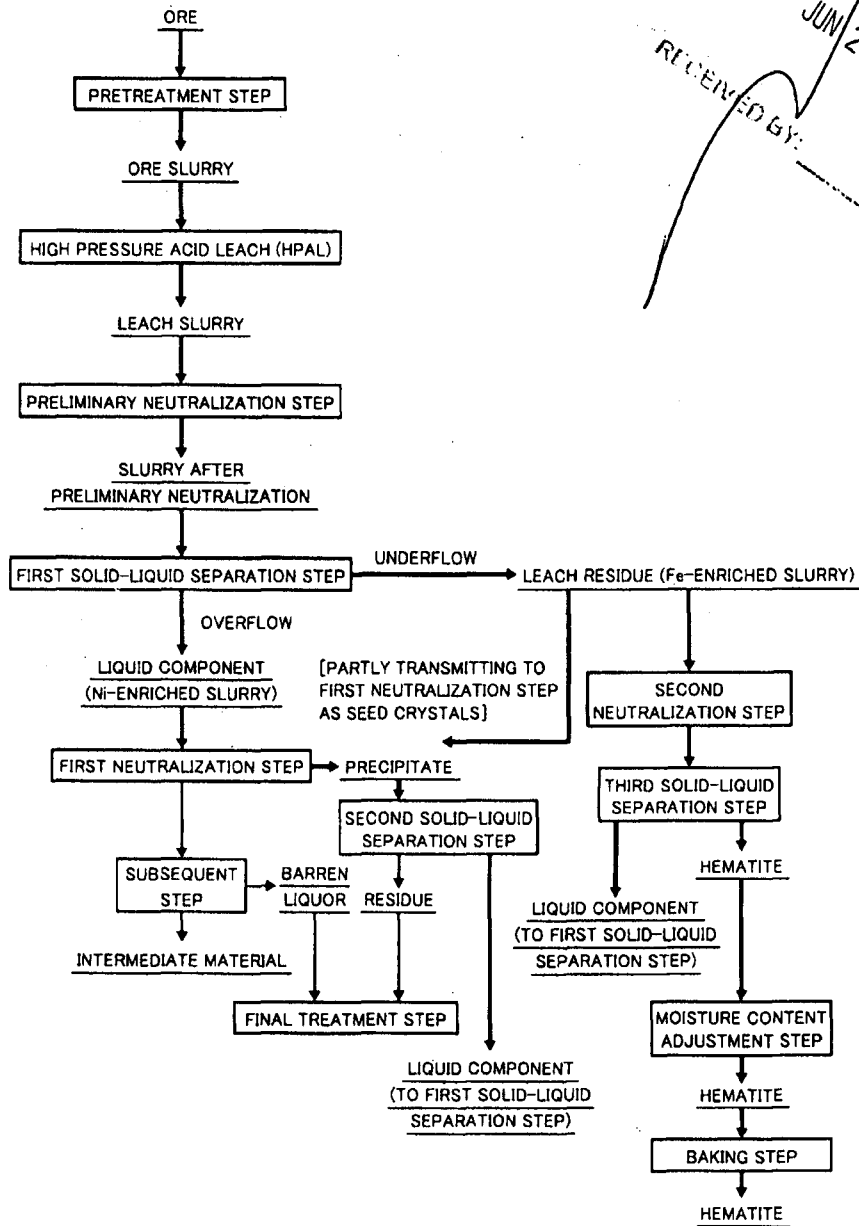 JUN 2
RECEIVED BY:
ORE
PRETREATMENT STEP
ORE SLURRY
HIGH PRESSURE ACID LEACH (HPAL)
LEACH SLURRY
PRELIMINARY NEUTRALIZATION STEP
SLURRY AFTER
PRELIMINARY NEUTRALIZATION
FIRST SOLID-LIQUID SEPARATION STEP
UNDERFLOW
LEACH RESIDUE (Fe-ENRICHED SLURRY)
OVERFLOW
LIQUID COMPONENT
(Ni-ENRICHED SLURRY)
[PARTLY TRANSMITTING TO
FIRST NEUTRALIZATION STEP
AS SEED CRYSTALS]
SECOND
NEUTRALIZATION STEP
FIRST NEUTRALIZATION STEP
PRECIPITATE
THIRD SOLID-LIQUID
SEPARATION STEP
SECOND SOLID-LIQUID
SEPARATION STEP
HEMATITE
SUBSEQUENT
STEP
BARREN
LIQUOR
RESIDUE
LIQUID COMPONENT
(TO FIRST SOLID-LIQUID
SEPARATION STEP)
INTERMEDIATE MATERIAL
FINAL TREATMENT STEP
MOISTURE CONTENT
ADJUSTMENT STEP
LIQUID COMPONENT
(TO FIRST SOLID-LIQUID
SEPARATION STEP)
HEMATITE
BAKING STEP
HEMATITE